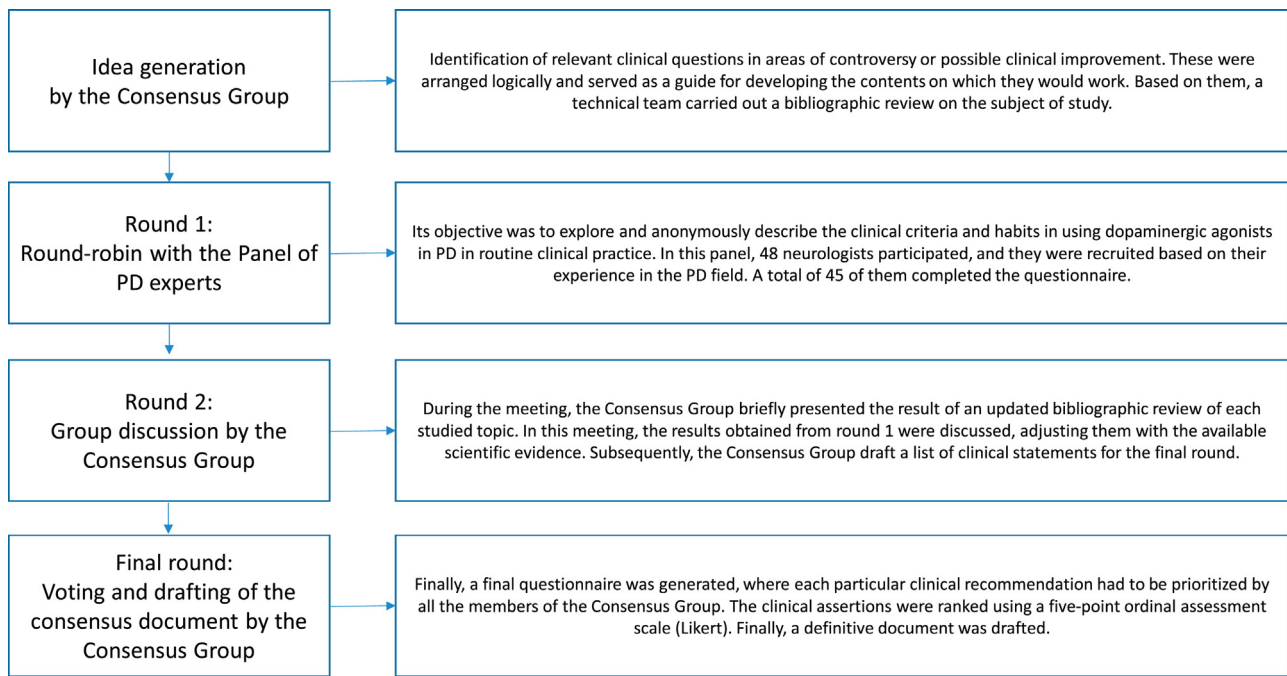 Idea generation
by the Consensus Group
Identification of relevant clinical questions in areas of controversy or possible clinical improvement. These were
arranged logically and served as a guide for developing the contents on which they would work. Based on them, a
technical team carried out a bibliographic review on the subject of study.
Round 1:
Round-robin with the Panel of
PD experts
Its objective was to explore and anonymously describe the clinical criteria and habits in using dopaminergic agonists
in PD in routine clinical practice. In this panel, 48 neurologists participated, and they were recruited based on their
experience in the PD field. A total of 45 of them completed the questionnaire.
Round 2:
Group discussion by the
Consensus Group
During the meeting, the Consensus Group briefly presented the result of an updated bibliographic review of each
studied topic. In this meeting, the results obtained from round 1 were discussed, adjusting them with the available
scientific evidence. Subsequently, the Consensus Group draft a list of clinical statements for the final round.
Final round:
Voting and drafting of the
consensus document by the
Consensus Group
Finally, a final questionnaire was generated, where each particular clinical recommendation had to be prioritized by
all the members of the Consensus Group. The clinical assertions were ranked using a five-point ordinal assessment
scale (Likert). Finally, a definitive document was drafted.